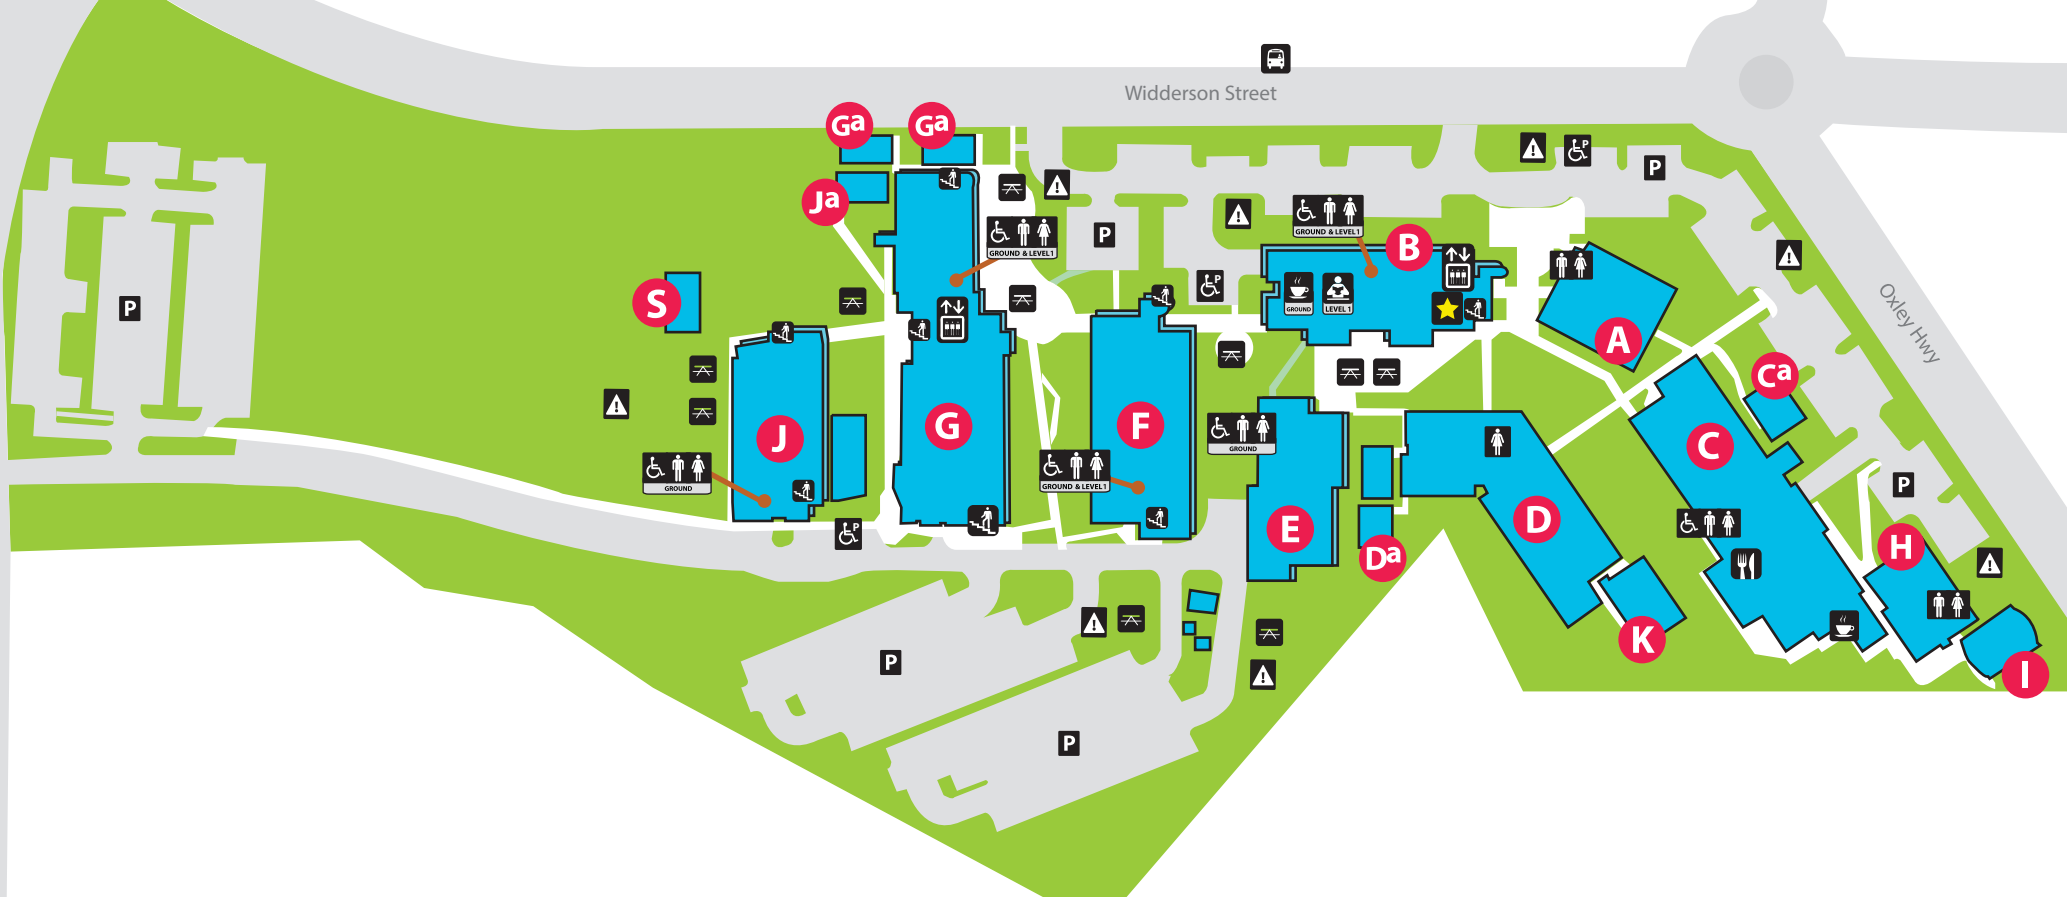 Widderson Street
Oxley Hwy
Ga
Ga
Ja
S
J
G
F
B
A
Ca
C
E
D
Da
H
K
I
GROUND & LEVEL 1
GROUND & LEVEL 1
GROUND
LEVEL 1
GROUND
GROUND & LEVEL 1
GROUND
P
P
P
P
P
P
P
P
P
P